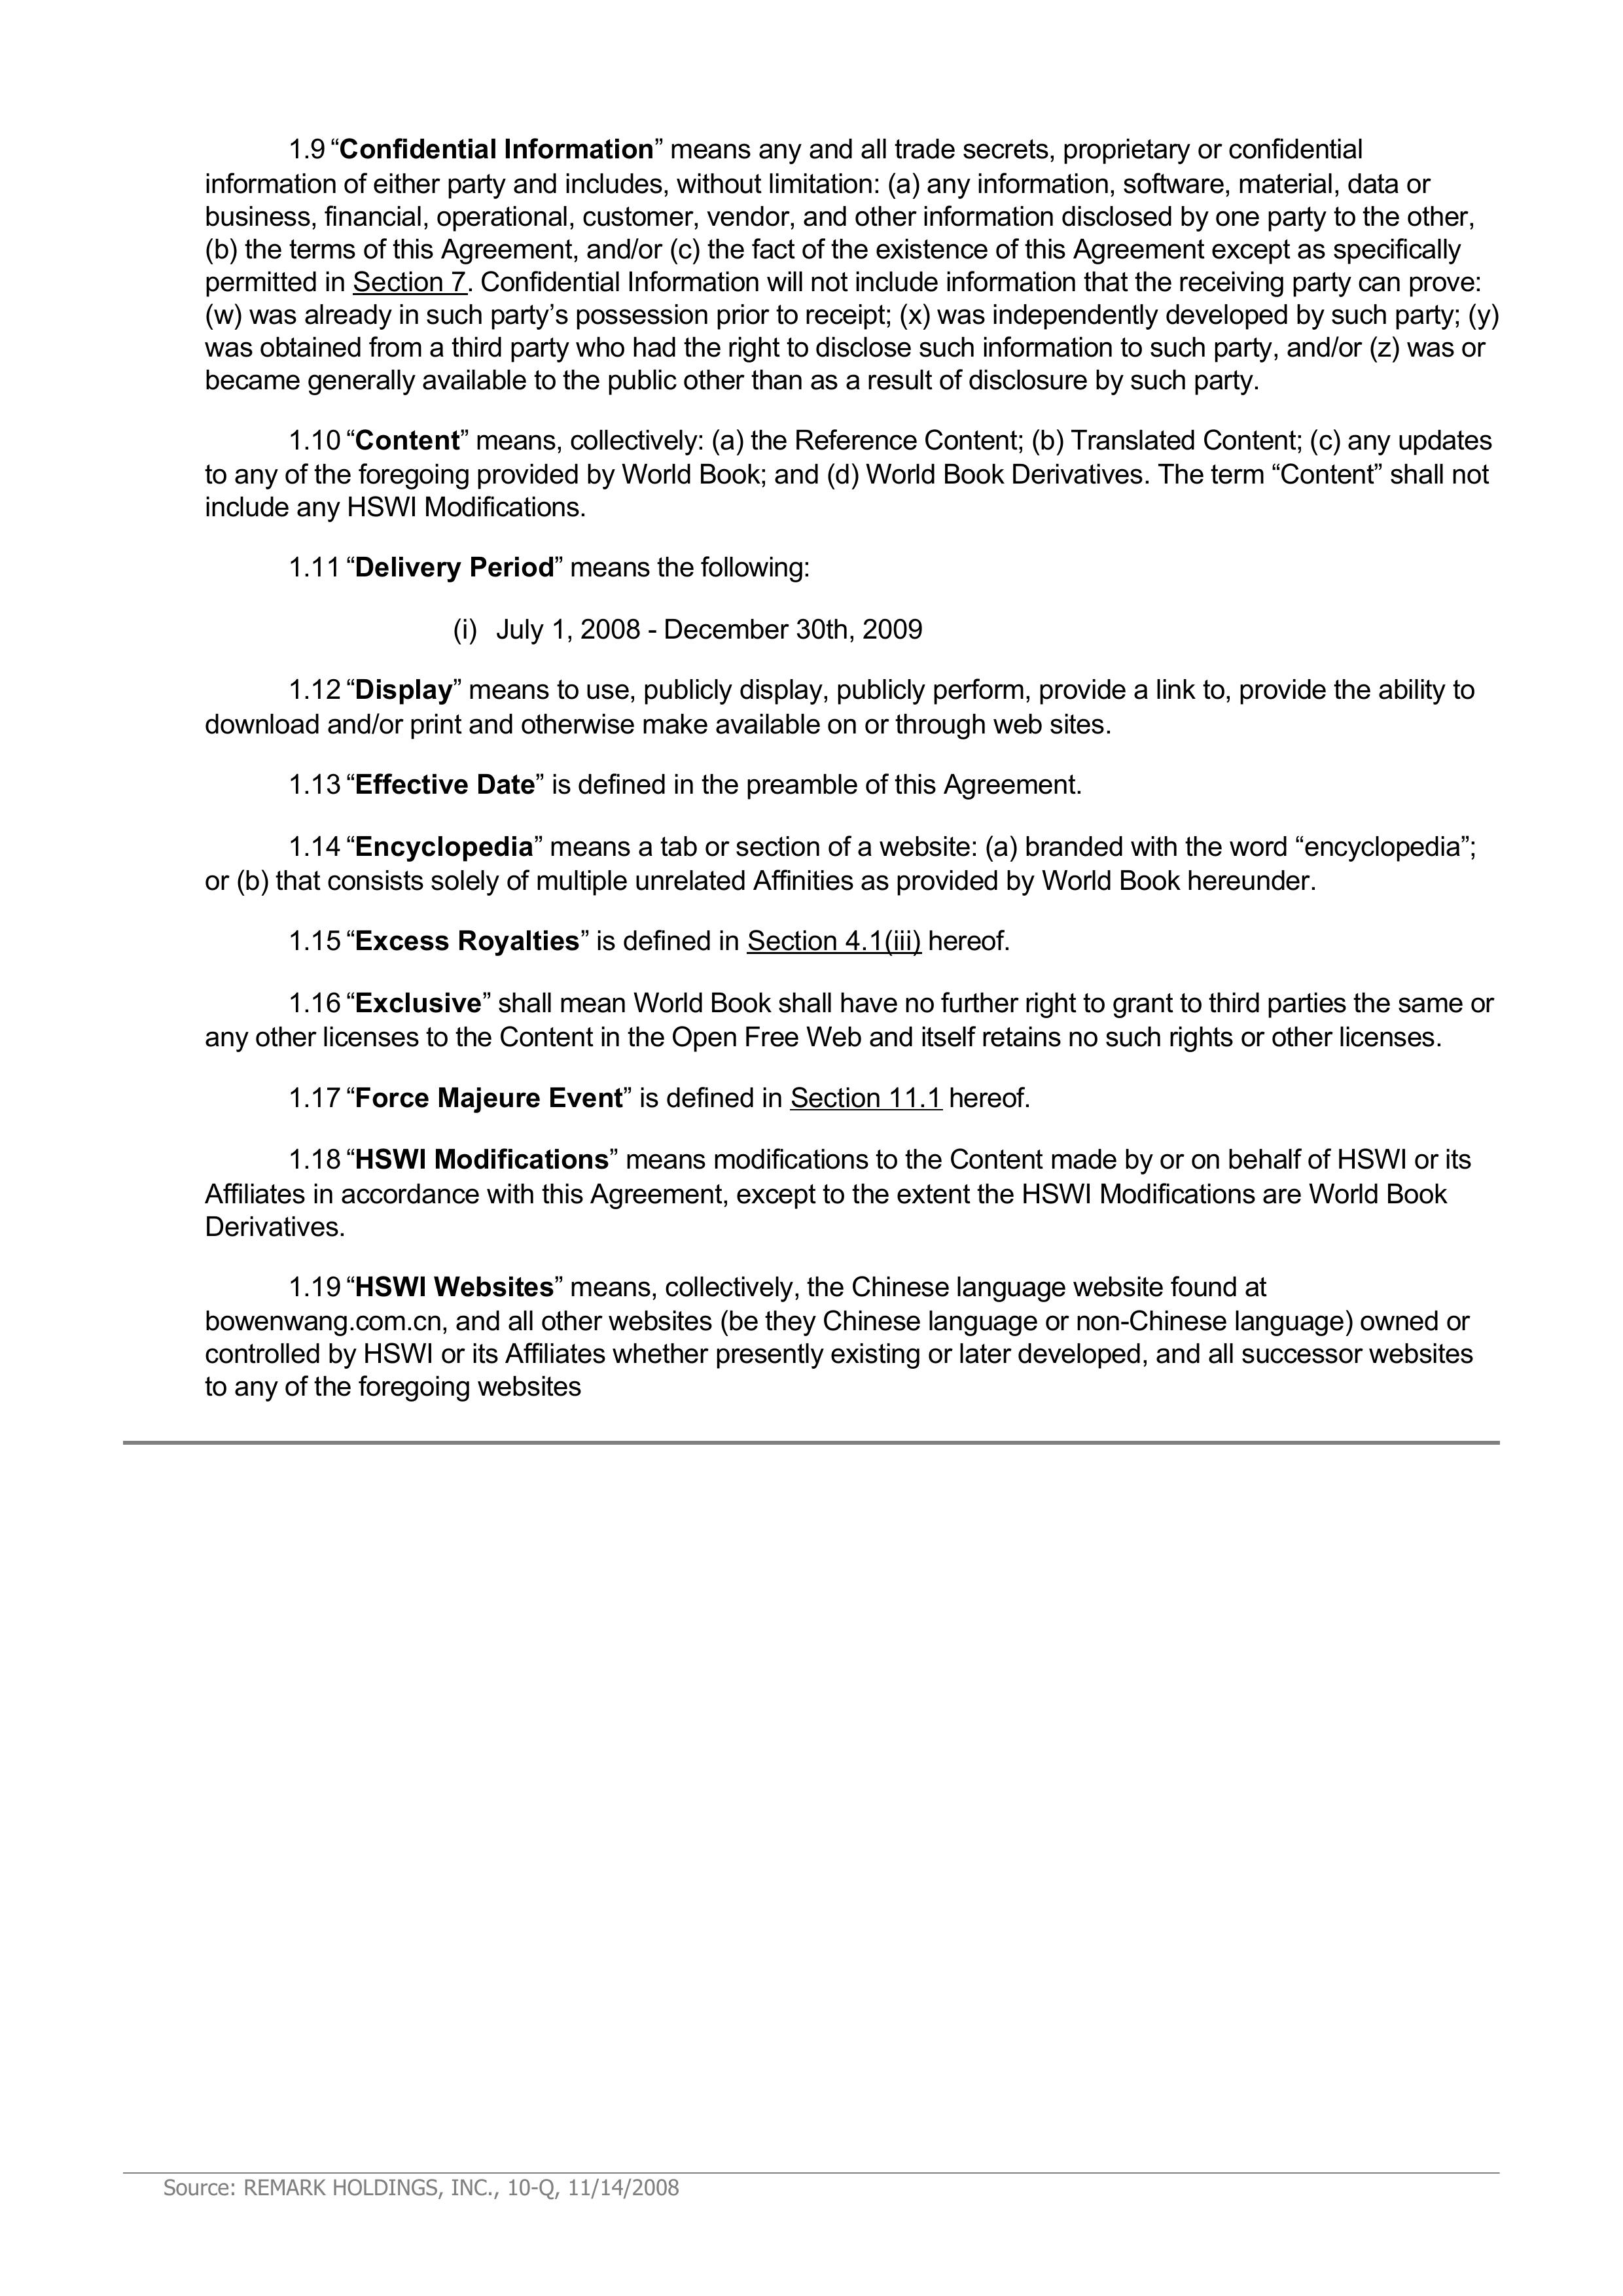 1.9 “Confidential Information” means any and all trade secrets, proprietary or confidential
information of either party and includes, without limitation: (a) any information, software, material, data or
business, financial, operational, customer, vendor, and other information disclosed by one party to the other,
(b) the terms of this Agreement, and/or (c) the fact of the existence of this Agreement except as specifically
permitted in Section 7. Confidential Information will not include information that the receiving party can prove:
(w) was already in such party’s possession prior to receipt; (x) was independently developed by such party; (y)
was obtained from a third party who had the right to disclose such information to such party, and/or (z) was or
became generally available to the public other than as a result of disclosure by such party.
1.10 “Content” means, collectively: (a) the Reference Content; (b) Translated Content; (c) any updates
to any of the foregoing provided by World Book; and (d) World Book Derivatives. The term “Content” shall not
include any HSWI Modifications.
1.11 “Delivery Period” means the following:
(i) July 1, 2008 - December 30th, 2009
1.12 “Display” means to use, publicly display, publicly perform, provide a link to, provide the ability to
download and/or print and otherwise make available on or through web sites.
1.13 “Effective Date” is defined in the preamble of this Agreement.
1.14 “Encyclopedia” means a tab or section of a website: (a) branded with the word “encyclopedia”;
or (b) that consists solely of multiple unrelated Affinities as provided by World Book hereunder.
1.15 “Excess Royalties” is defined in Section 4.1(iii) hereof.
1.16 “Exclusive” shall mean World Book shall have no further right to grant to third parties the same or
any other licenses to the Content in the Open Free Web and itself retains no such rights or other licenses.
1.17 “Force Majeure Event” is defined in Section 11.1 hereof.
1.18 “HSWI Modifications” means modifications to the Content made by or on behalf of HSWI or its
Affiliates in accordance with this Agreement, except to the extent the HSWI Modifications are World Book
Derivatives.
1.19 “HSWI Websites” means, collectively, the Chinese language website found at
bowenwang.com.cn, and all other websites (be they Chinese language or non-Chinese language) owned or
controlled by HSWI or its Affiliates whether presently existing or later developed, and all successor websites
to any of the foregoing websites
Source: REMARK HOLDINGS, INC., 10-Q, 11/14/2008